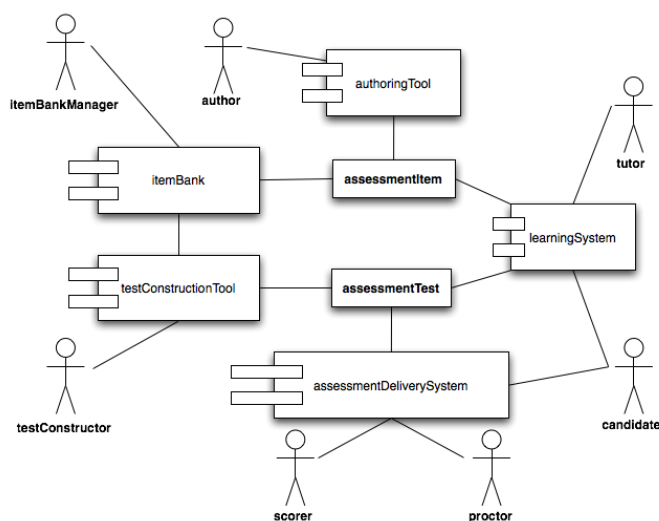 itemBankManager
author
authoringTool
tutor
itemBank
assessmentItem
learningSystem
testConstructionTool
assessmentTest
assessmentDeliverySystem
testConstructor
candidate
scorer
proctor